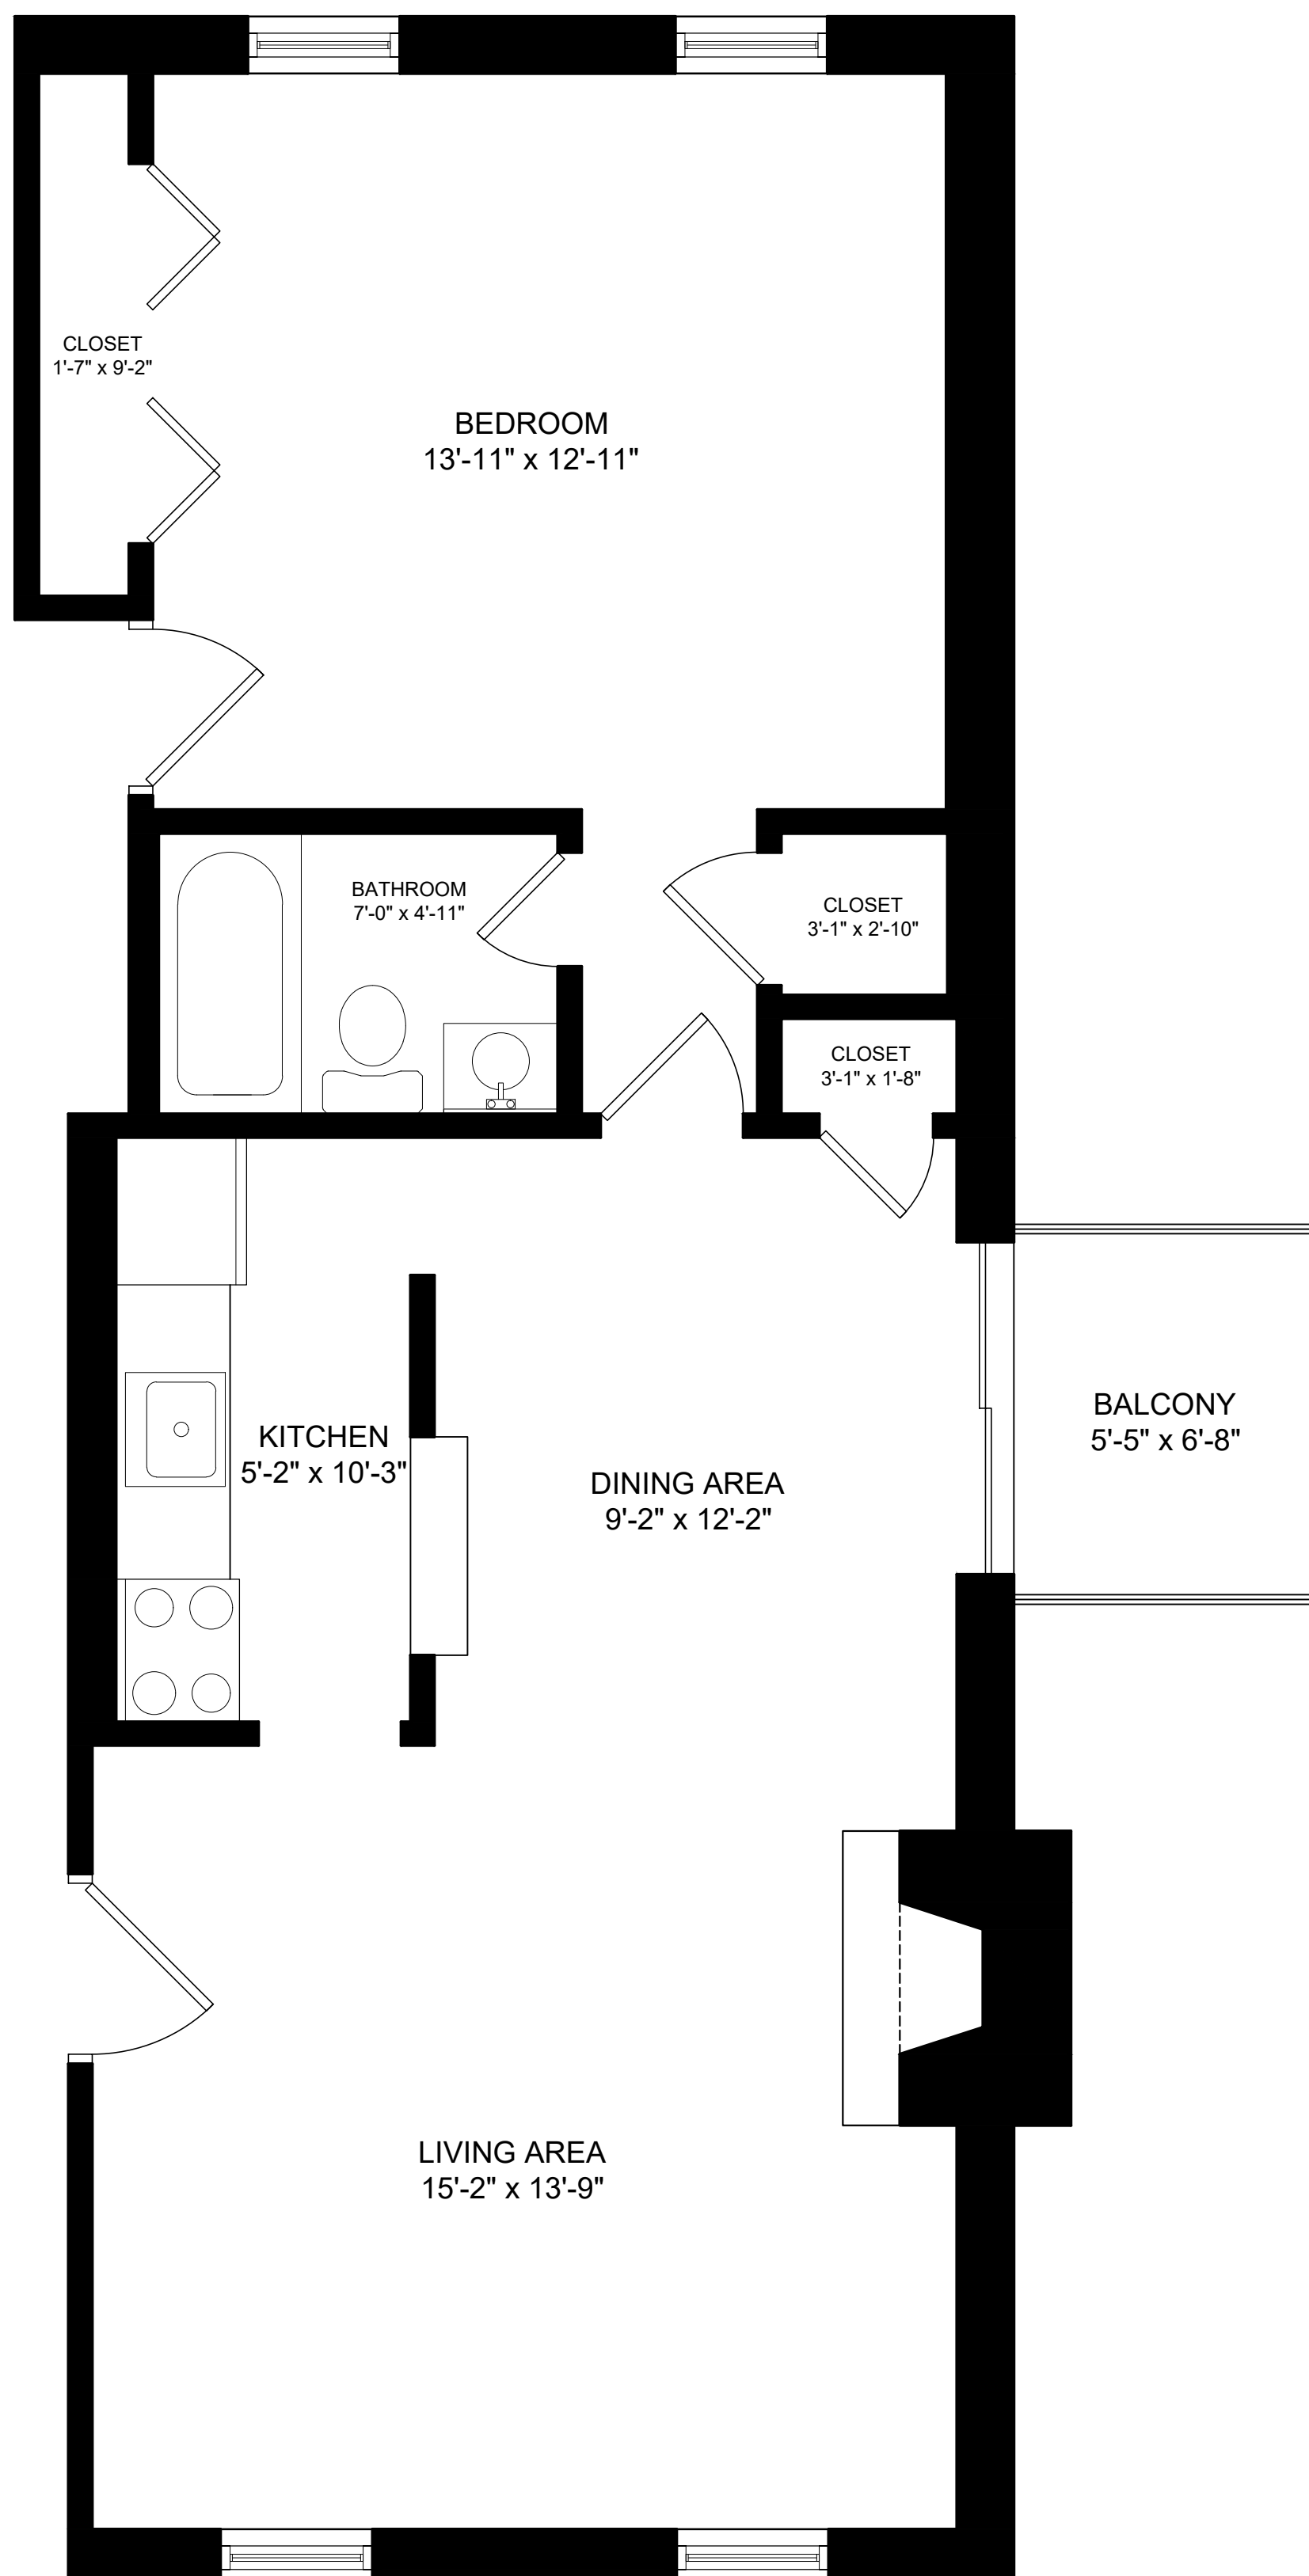 CLOSET
1'-7" x 9'-2"
BEDROOM
13'-11" x 12'-11"
BATHROOM
7'-0" x 4'-11"
CLOSET
3'-1" x 2'-10"
CLOSET
3'-1" x 1'-8"
KITCHEN
5'-2" x 10'-3"
DINING AREA
9'-2" x 12'-2"
BALCONY
5'-5" x 6'-8"
LIVING AREA
15'-2" x 13'-9"